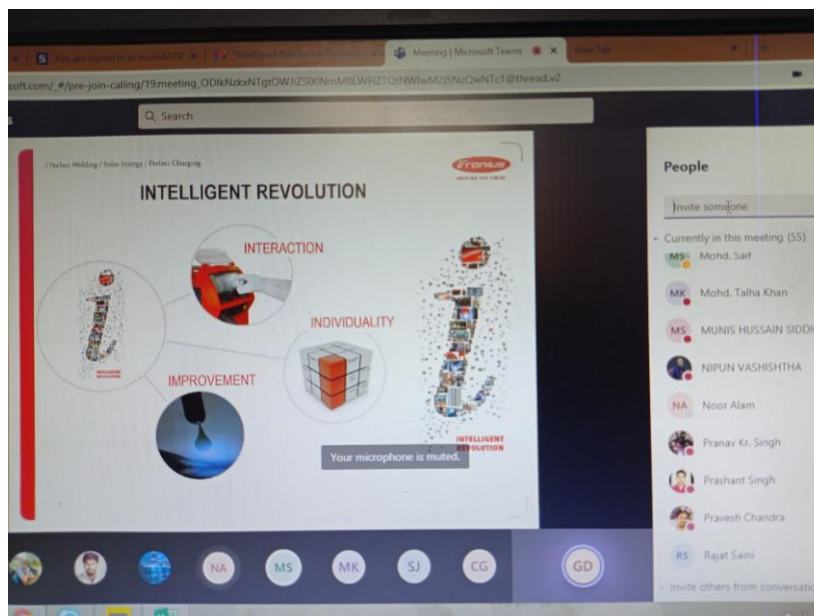 Meeting | Microsoft Teams
New Tab
Search
/ Perfect Welding / Solar Energy / Perfect Charging
Fronius
INTELLIGENT REVOLUTION
INTERACTION
INDIVIDUALITY
IMPROVEMENT
INTELLIGENT
REVOLUTION
INTELLIGENT
REVOLUTION
Your microphone is muted.
People
Invite someone
Currently in this meeting (55)
MS Mohd. Saif
MK Mohd. Talha Khan
MS MUNIS HUSSAIN SIDDI
NIPUN VASHISHTHA
NA Noor Alam
Pranav Kr. Singh
Prashant Singh
Pravesh Chandra
RS Rajat Saini
Invite others from conversatio
NA MS MK SJ CG GD